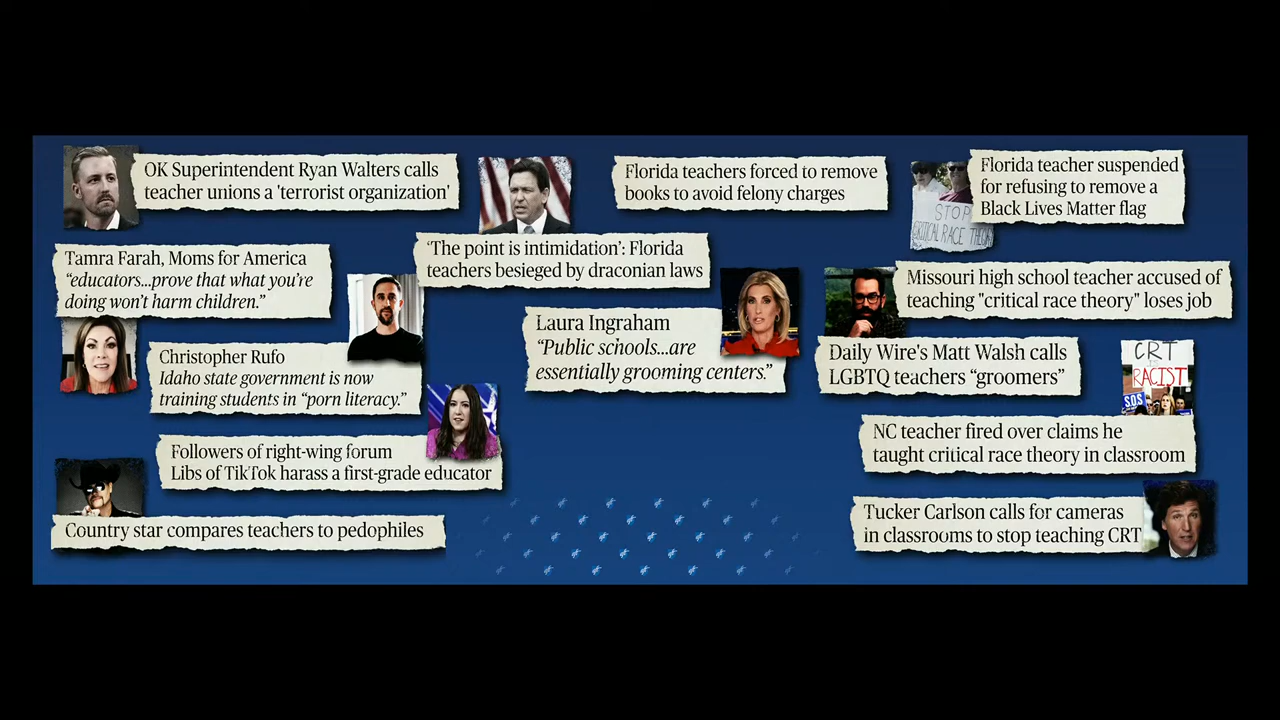 OK Superintendent Ryan Walters calls
teacher unions a 'terrorist organization'
Tamra Farah, Moms for America
“educators...prove that what you’re
doing won’t harm children.”
Christopher Rufo
Idaho state government is now
training students in “porn literacy.”
Followers of right-wing forum
Libs of TikTok harass a first-grade educator
Country star compares teachers to pedophiles
‘The point is intimidation’: Florida
teachers besieged by draconian laws
Florida teachers forced to remove
books to avoid felony charges
Laura Ingraham
“Public schools...are
essentially grooming centers.”
STOP
CRITICAL RACE THEORY
Florida teacher suspended
for refusing to remove a
Black Lives Matter flag
Missouri high school teacher accused of
teaching "critical race theory" loses job
Daily Wire's Matt Walsh calls
LGBTQ teachers “groomers”
CRT
RACIST
S.O.S
NC teacher fired over claims he
taught critical race theory in classroom
Tucker Carlson calls for cameras
in classrooms to stop teaching CRT